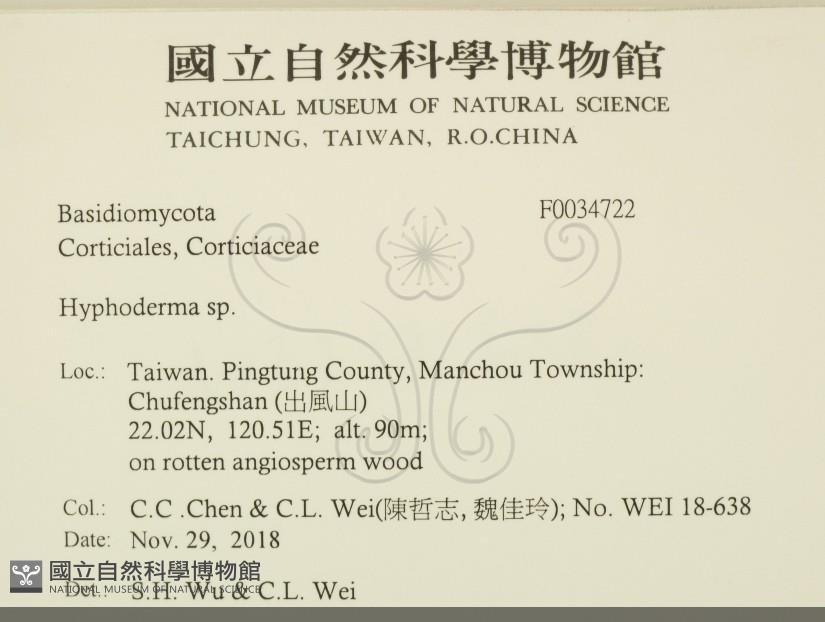 國立自然科學博物館
NATIONAL MUSEUM OF NATURAL SCIENCE
TAICHUNG, TAIWAN, R.O.CHINA
Basidiomycota F0034722
Corticiales, Corticiaceae
Hyphoderma sp.
Loc.: Taiwan. Pingtung County, Manchou Township:
Chufengshan (出風山)
22.02N, 120.51E; alt. 90m;
on rotten angiosperm wood
Col.: C.C .Chen & C.L. Wei(陳哲志, 魏佳玲); No. WEI 18-638
Date: Nov. 29, 2018
國立自然科學博物館
NATIONAL MUSEUM OF NATURAL SCIENCE
Det.: S.H. Wu & C.L. Wei